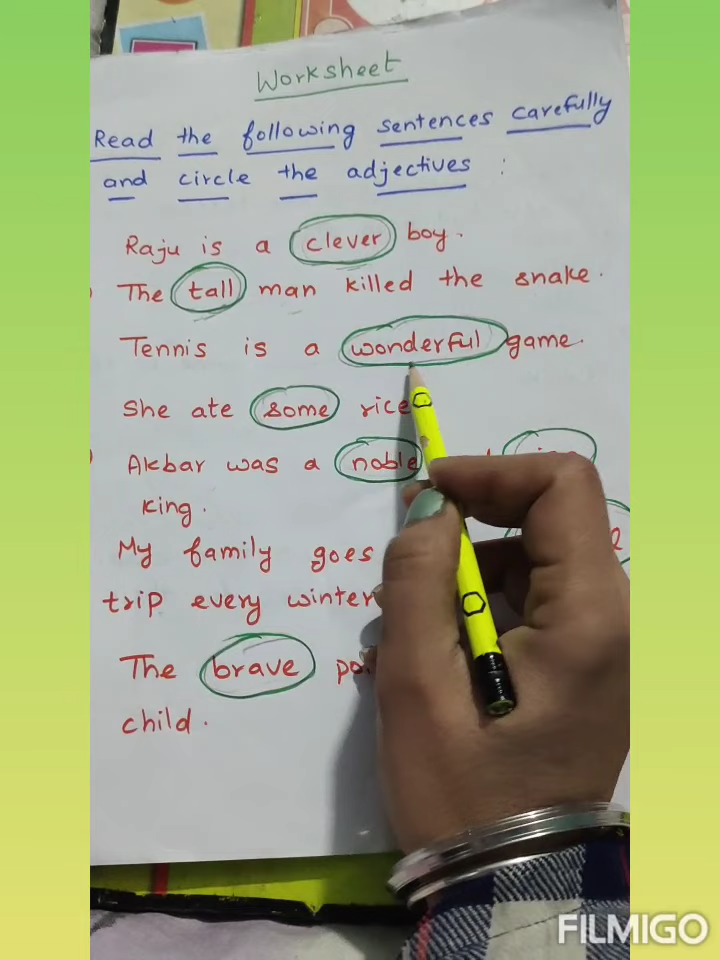 Worksheet
Read the following sentences carefully
and circle the adjectives :
Raju is a clever boy.
The tall man killed the snake.
Tennis is a wonderful game.
She ate some rice
Akbar was a noble
king.
My family goes
trip every winter
The brave
child.
FILMIGO